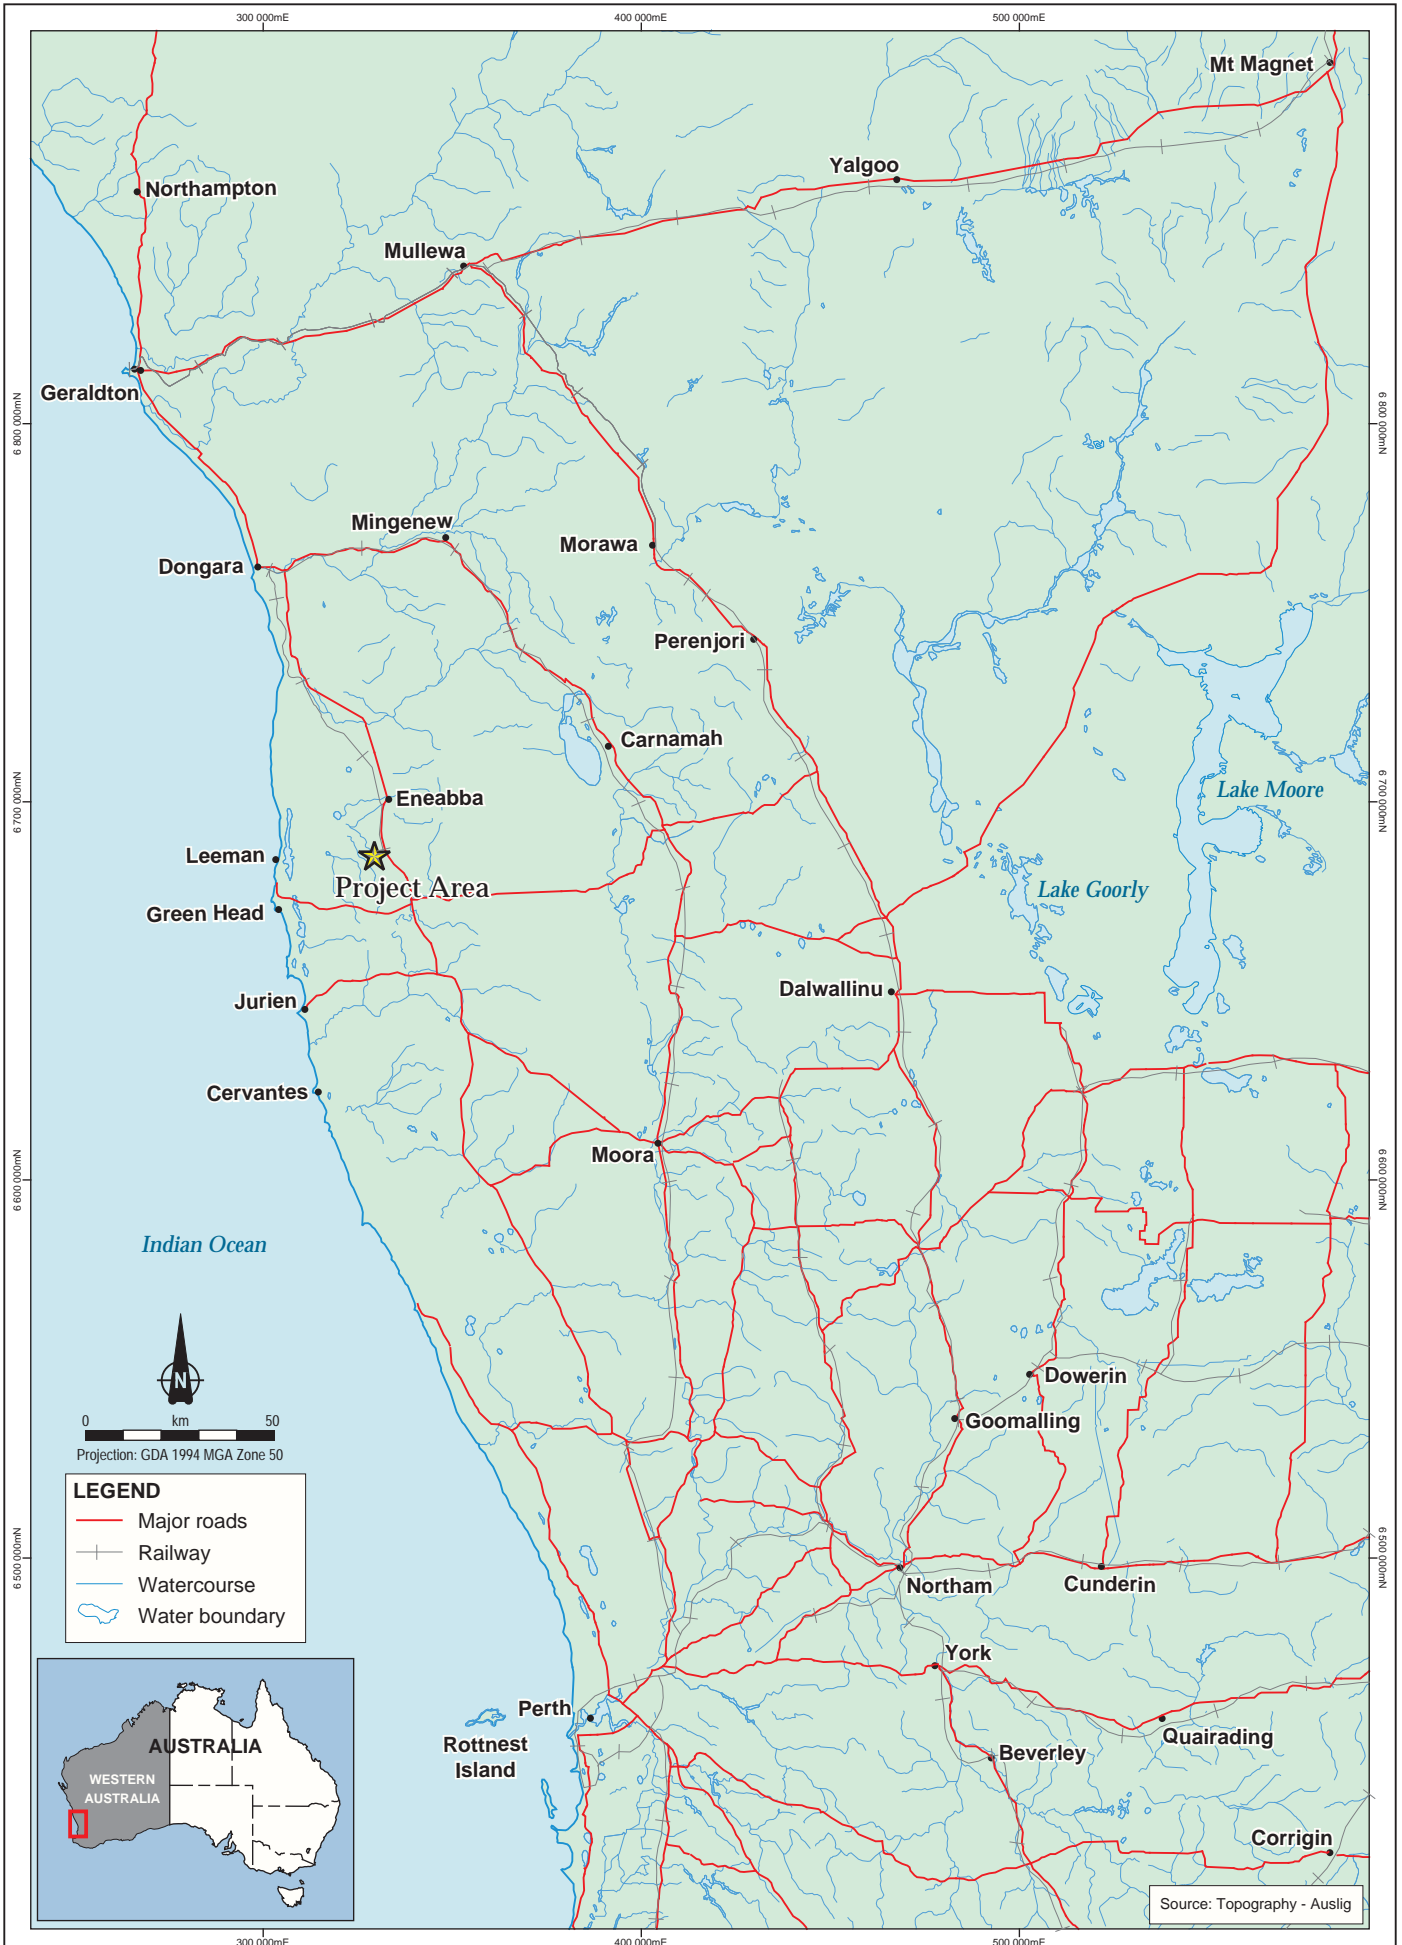 300 000mE
400 000mE
500 000mE
Mt Magnet
Yalgoo
Northampton
Mullewa
Geraldton
6 800 000mN
6 800 000mN
Mingenew
Morawa
Dongara
Perenjori
Carnamah
Eneabba
6 700 000mN
6 700 000mN
Lake Moore
Leeman
Project Area
Lake Goorly
Green Head
Dalwallinu
Jurien
Cervantes
Moora
6 600 000mN
6 600 000mN
Indian Ocean
N
0 km 50
Projection: GDA 1994 MGA Zone 50
Dowerin
Goomalling
LEGEND
Major roads
Railway
Watercourse
Water boundary
6 500 000mN
6 500 000mN
Northam
Cunderin
York
Perth
Quairading
Rottnest
Island
Beverley
AUSTRALIA
WESTERN
AUSTRALIA
Corrigin
Source: Topography - Auslig
300 000mE
400 000mE
500 000mE